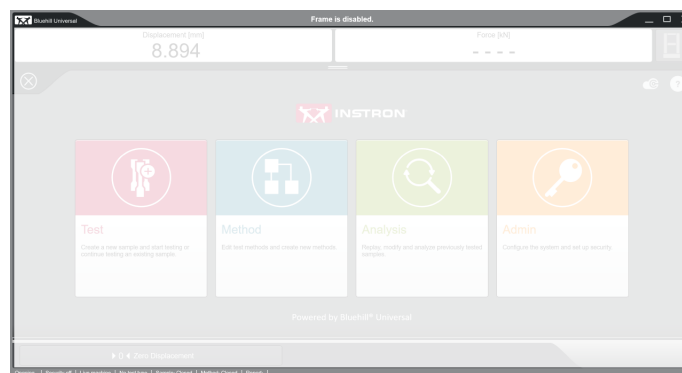 Bluehill Universal
Frame is disabled.
Displacement [mm]
8.894
Force [kN]
- - - -
?
INSTRON
Test
Create a new sample and start testing or
continue testing an existing sample.
Method
Edit test methods and create new methods.
Analysis
Replay, modify and analyze previously tested
samples.
Admin
Configure the system and set up security.
Powered by Bluehill® Universal
0 Zero Displacement